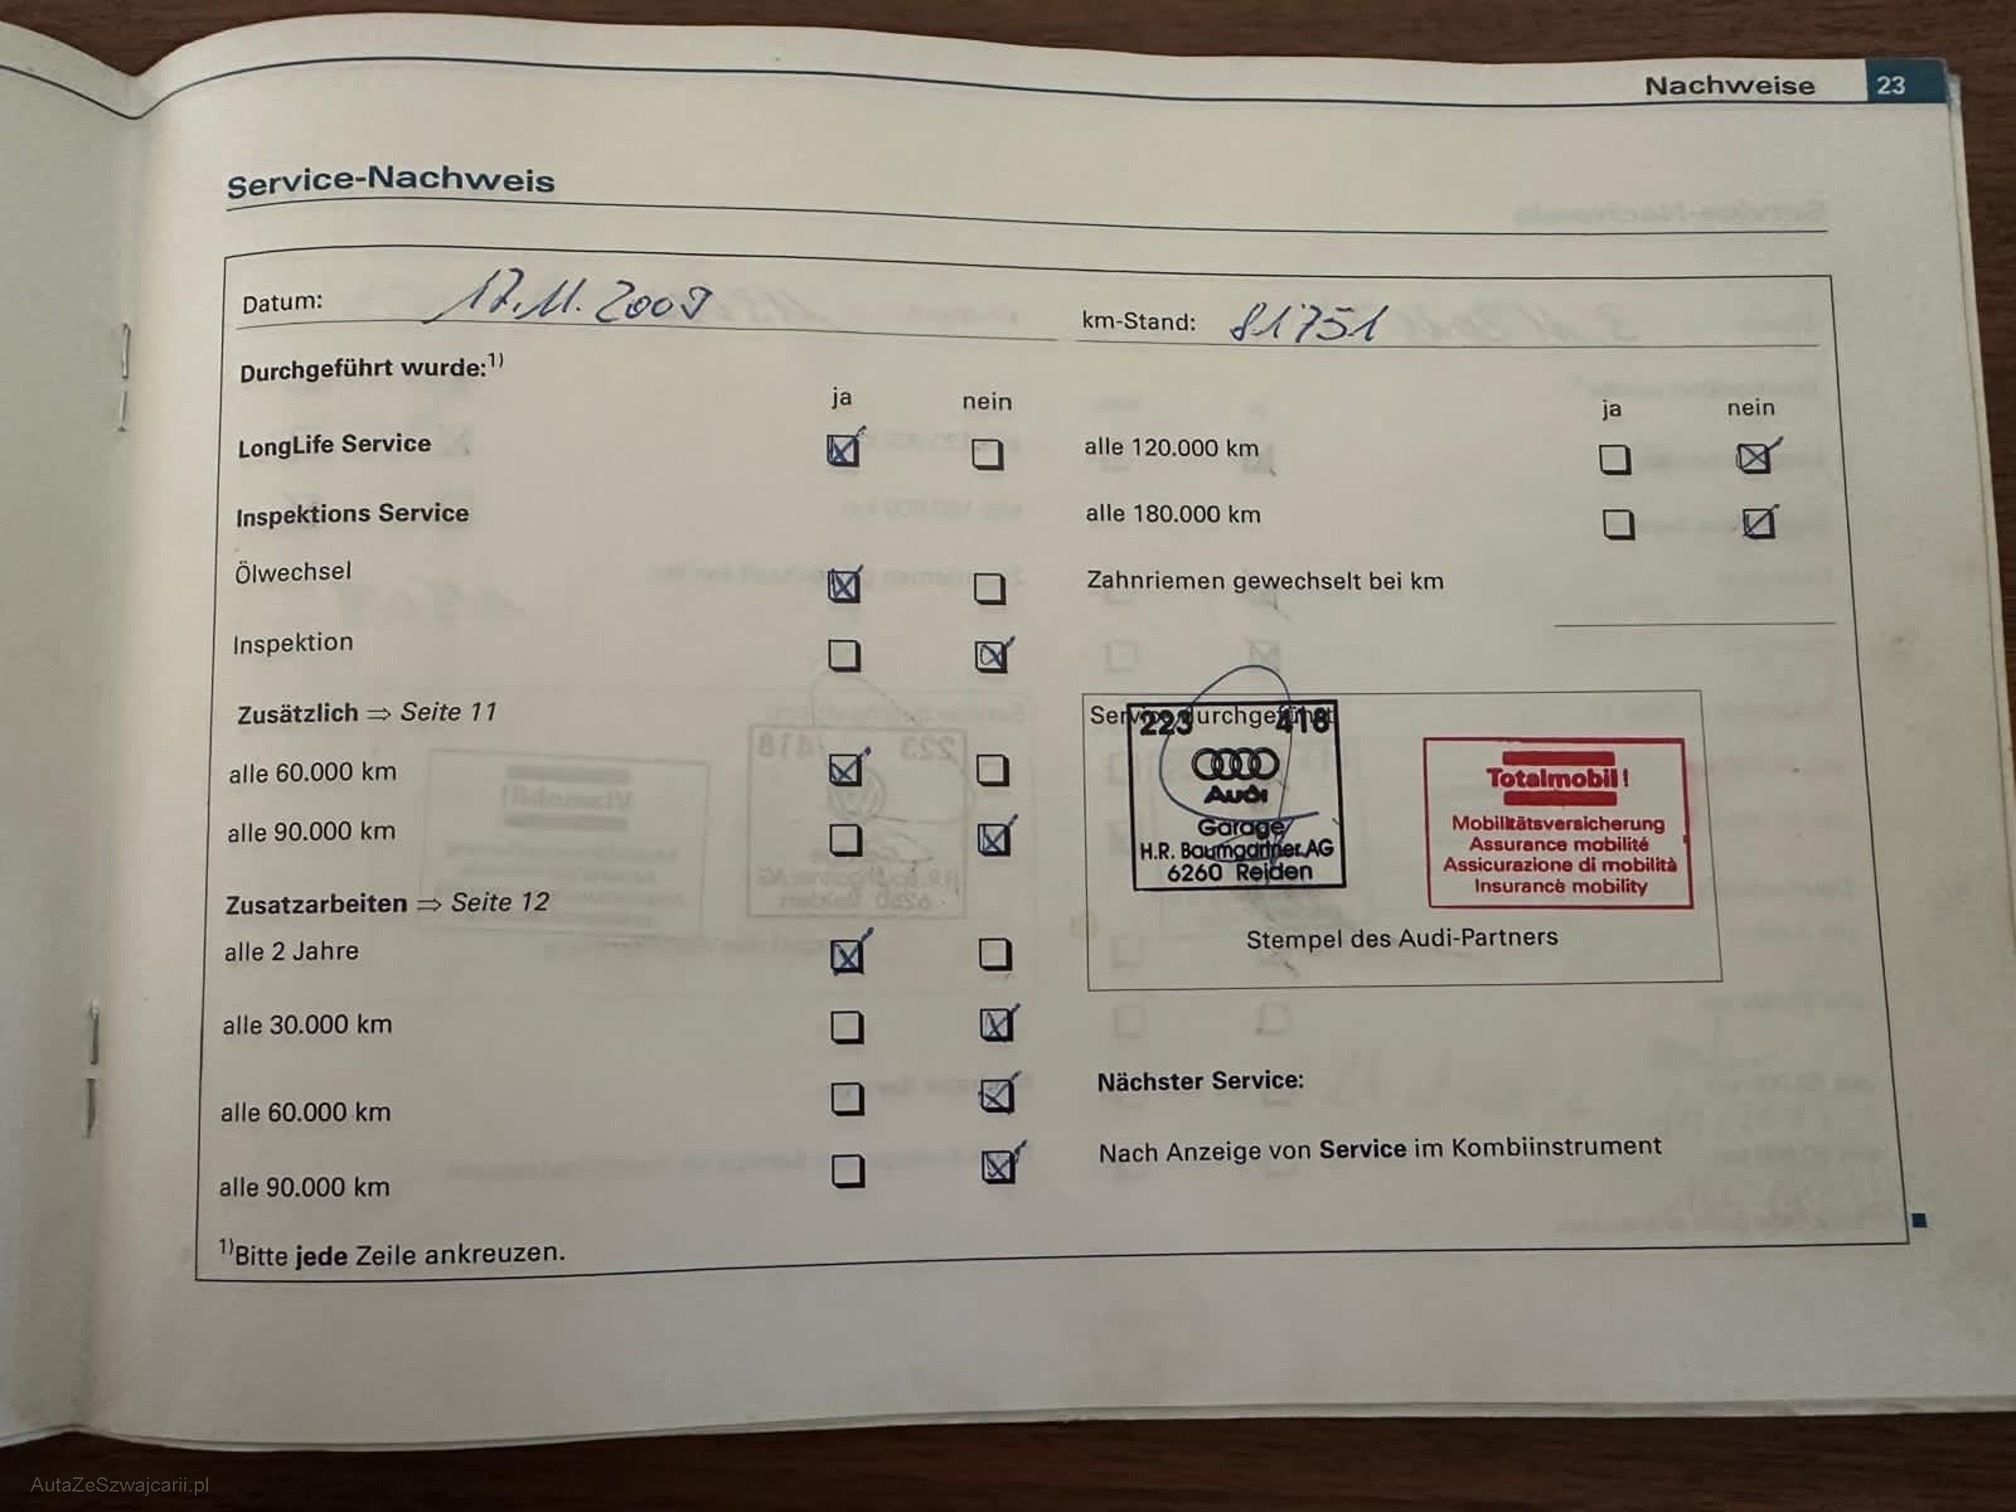 Nachweise 23
Service-Nachweis
Datum: 17.11.2009
km-Stand: 81751
Durchgeführt wurde:1)
ja nein
LongLife Service
Inspektions Service
Ölwechsel
Inspektion
Zusätzlich ⇒ Seite 11
alle 60.000 km
alle 90.000 km
Zusatzarbeiten ⇒ Seite 12
alle 2 Jahre
alle 30.000 km
alle 60.000 km
alle 90.000 km
1)Bitte jede Zeile ankreuzen.
ja nein
alle 120.000 km
alle 180.000 km
Zahnriemen gewechselt bei km
Service durchgeführt
223 418
Audi
Garage
H.R. Baumgartner AG
6260 Reiden
Totalmobil!
Mobilitätsversicherung
Assurance mobilité
Assicurazione di mobilità
Insurance mobility
Stempel des Audi-Partners
Nächster Service:
Nach Anzeige von Service im Kombiinstrument
AutaZeSzwajcarii.pl